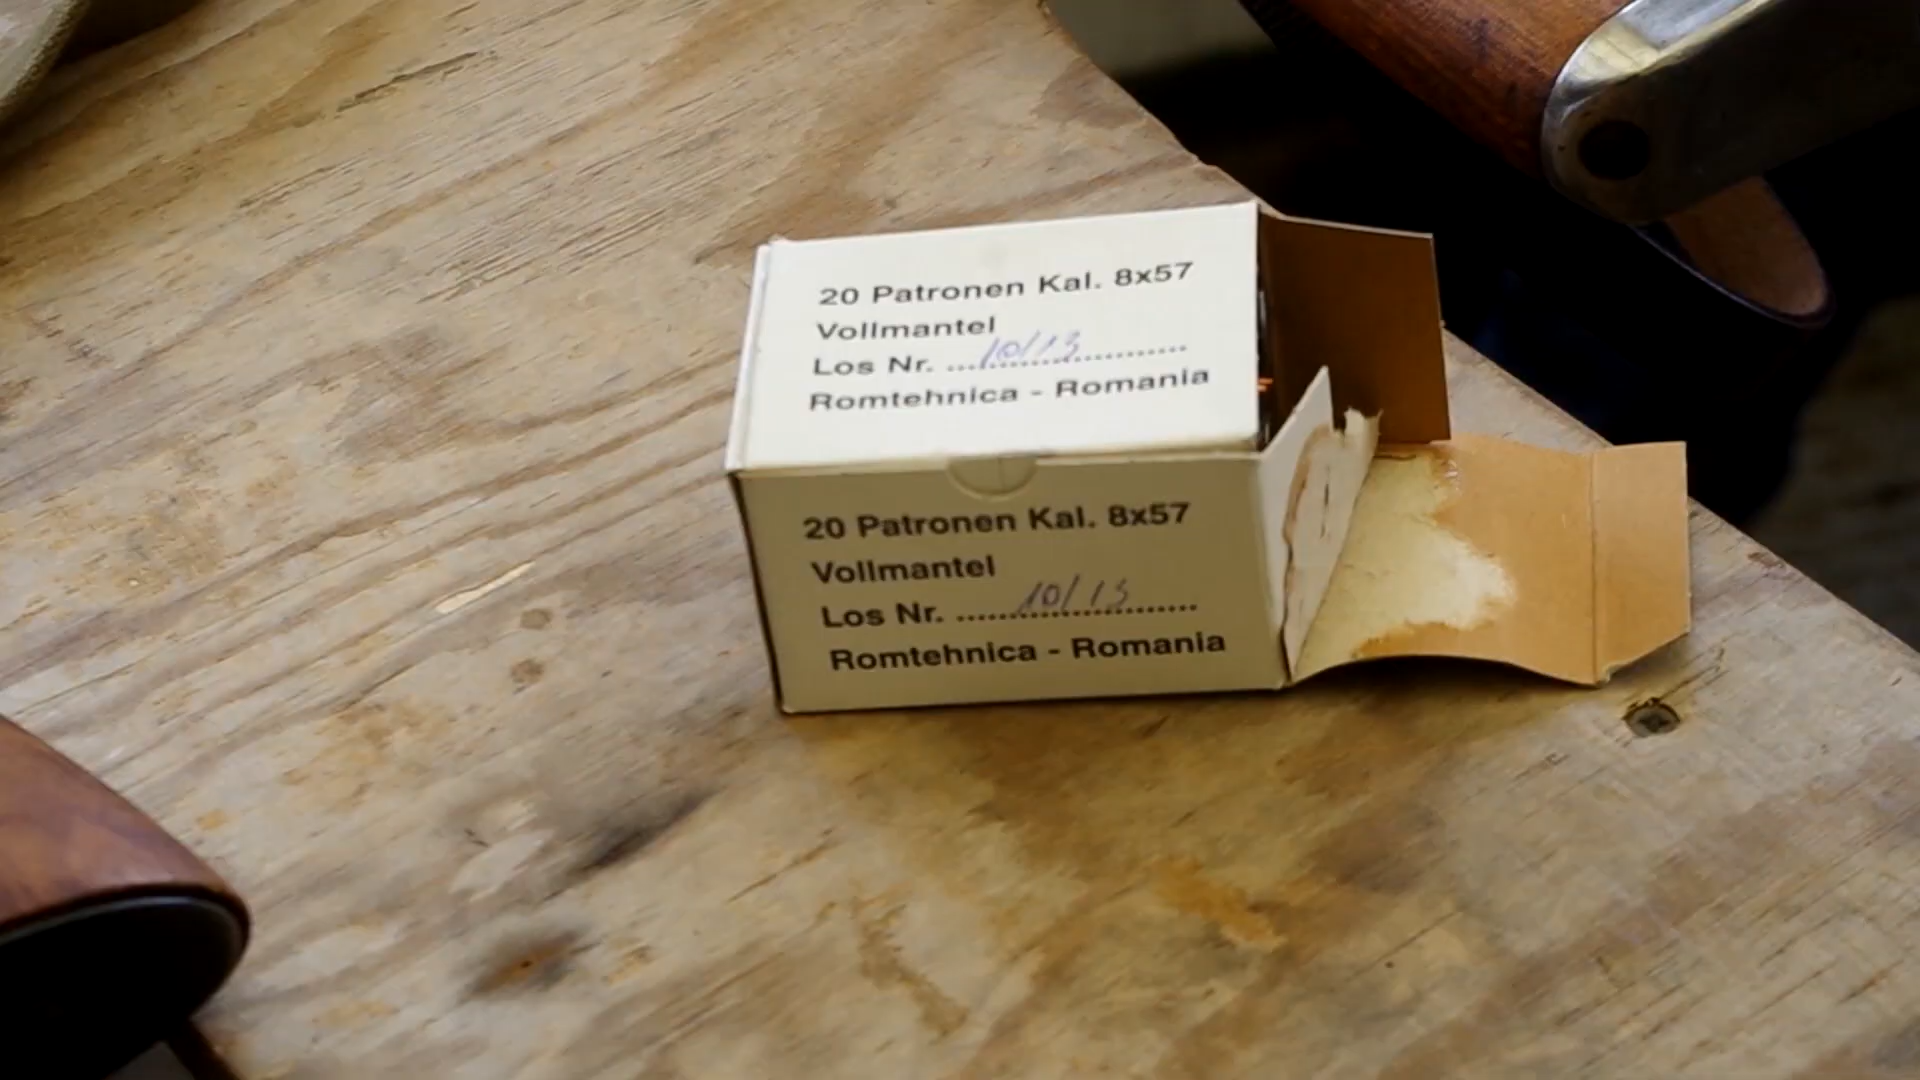 20 Patronen Kal. 8x57
Vollmantel
Los Nr. ........10/13........
Romtehnica - Romania
20 Patronen Kal. 8x57
Vollmantel
Los Nr. ........10/13........
Romtehnica - Romania